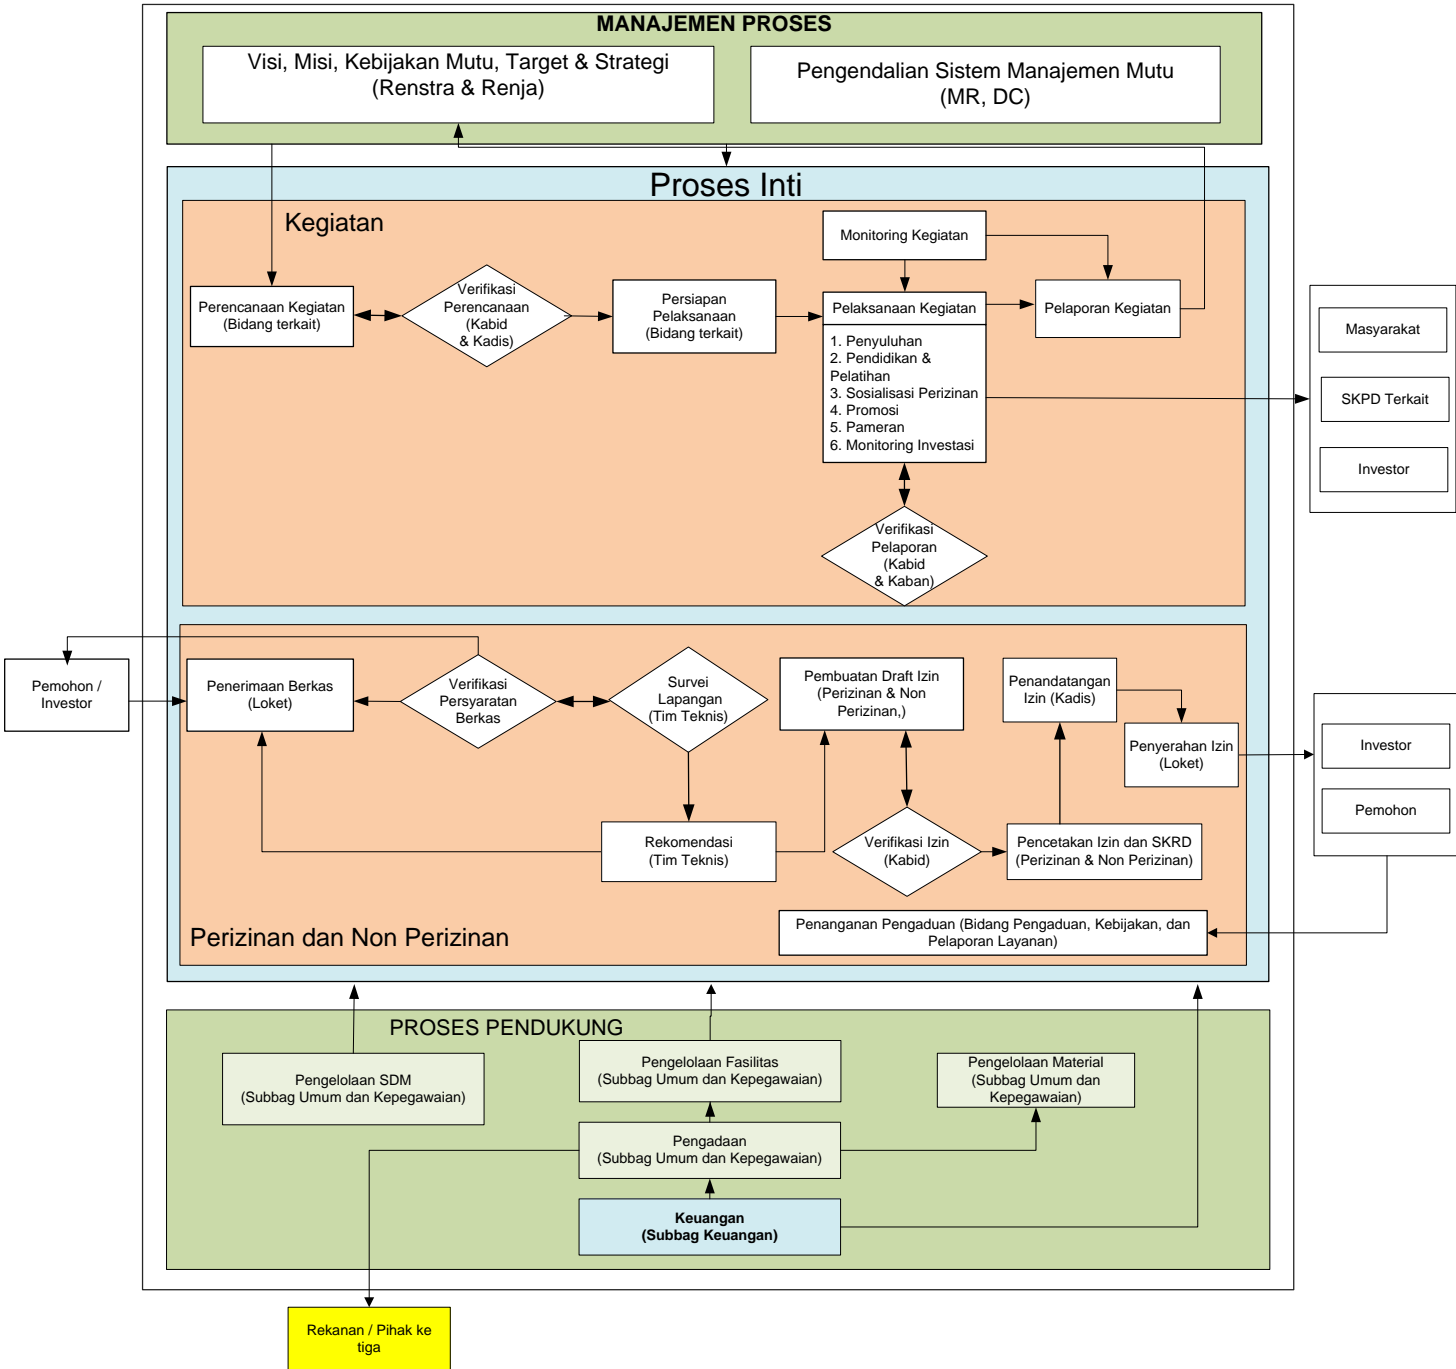 MANAJEMEN PROSES
Visi, Misi, Kebijakan Mutu, Target & Strategi
(Renstra & Renja)
Pengendalian Sistem Manajemen Mutu
(MR, DC)
Proses Inti
Kegiatan
Monitoring Kegiatan
Perencanaan Kegiatan
(Bidang terkait)
Verifikasi
Perencanaan
(Kabid
& Kadis)
Persiapan
Pelaksanaan
(Bidang terkait)
Pelaksanaan Kegiatan
1. Penyuluhan
2. Pendidikan &
Pelatihan
3. Sosialisasi Perizinan
4. Promosi
5. Pameran
6. Monitoring Investasi
Pelaporan Kegiatan
Masyarakat
SKPD Terkait
Investor
Verifikasi
Pelaporan
(Kabid
& Kaban)
Pemohon /
Investor
Penerimaan Berkas
(Loket)
Verifikasi
Persyaratan
Berkas
Survei
Lapangan
(Tim Teknis)
Pembuatan Draft Izin
(Perizinan & Non
Perizinan,)
Penandatangan
Izin (Kadis)
Penyerahan Izin
(Loket)
Investor
Pemohon
Rekomendasi
(Tim Teknis)
Verifikasi Izin
(Kabid)
Pencetakan Izin dan SKRD
(Perizinan & Non Perizinan)
Penanganan Pengaduan (Bidang Pengaduan, Kebijakan, dan
Pelaporan Layanan)
Perizinan dan Non Perizinan
PROSES PENDUKUNG
Pengelolaan SDM
(Subbag Umum dan Kepegawaian)
Pengelolaan Fasilitas
(Subbag Umum dan Kepegawaian)
Pengelolaan Material
(Subbag Umum dan
Kepegawaian)
Pengadaan
(Subbag Umum dan Kepegawaian)
Keuangan
(Subbag Keuangan)
Rekanan / Pihak ke
tiga